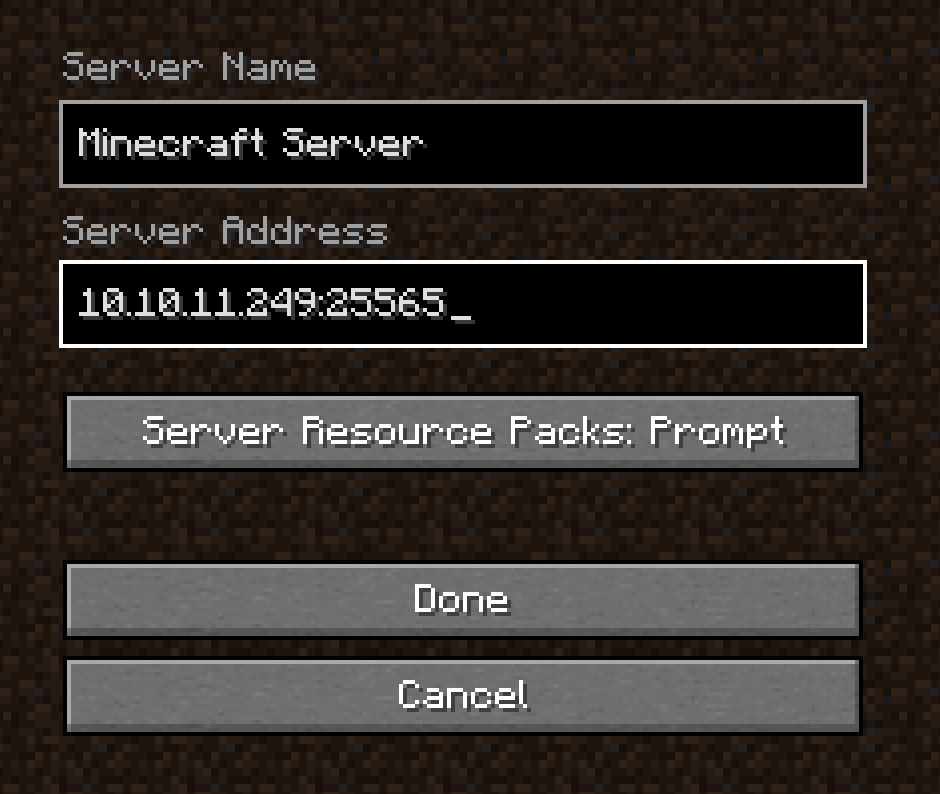 Server Name
Minecraft Server
Server Address
10.10.11.249:25565_
Server Resource Packs: Prompt
Done
Cancel